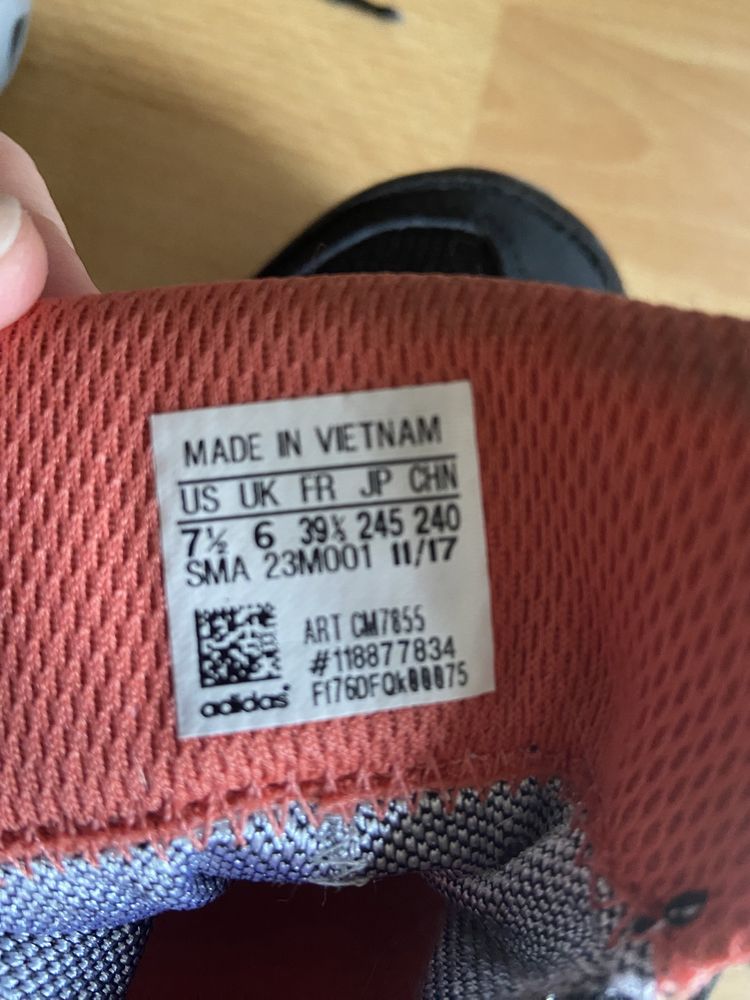 MADE IN VIETNAM
US UK FR JP CHN
7½ 6 39⅓ 245 240
SMA 23M001 11/17
ART CM7855
#118877834
adidas